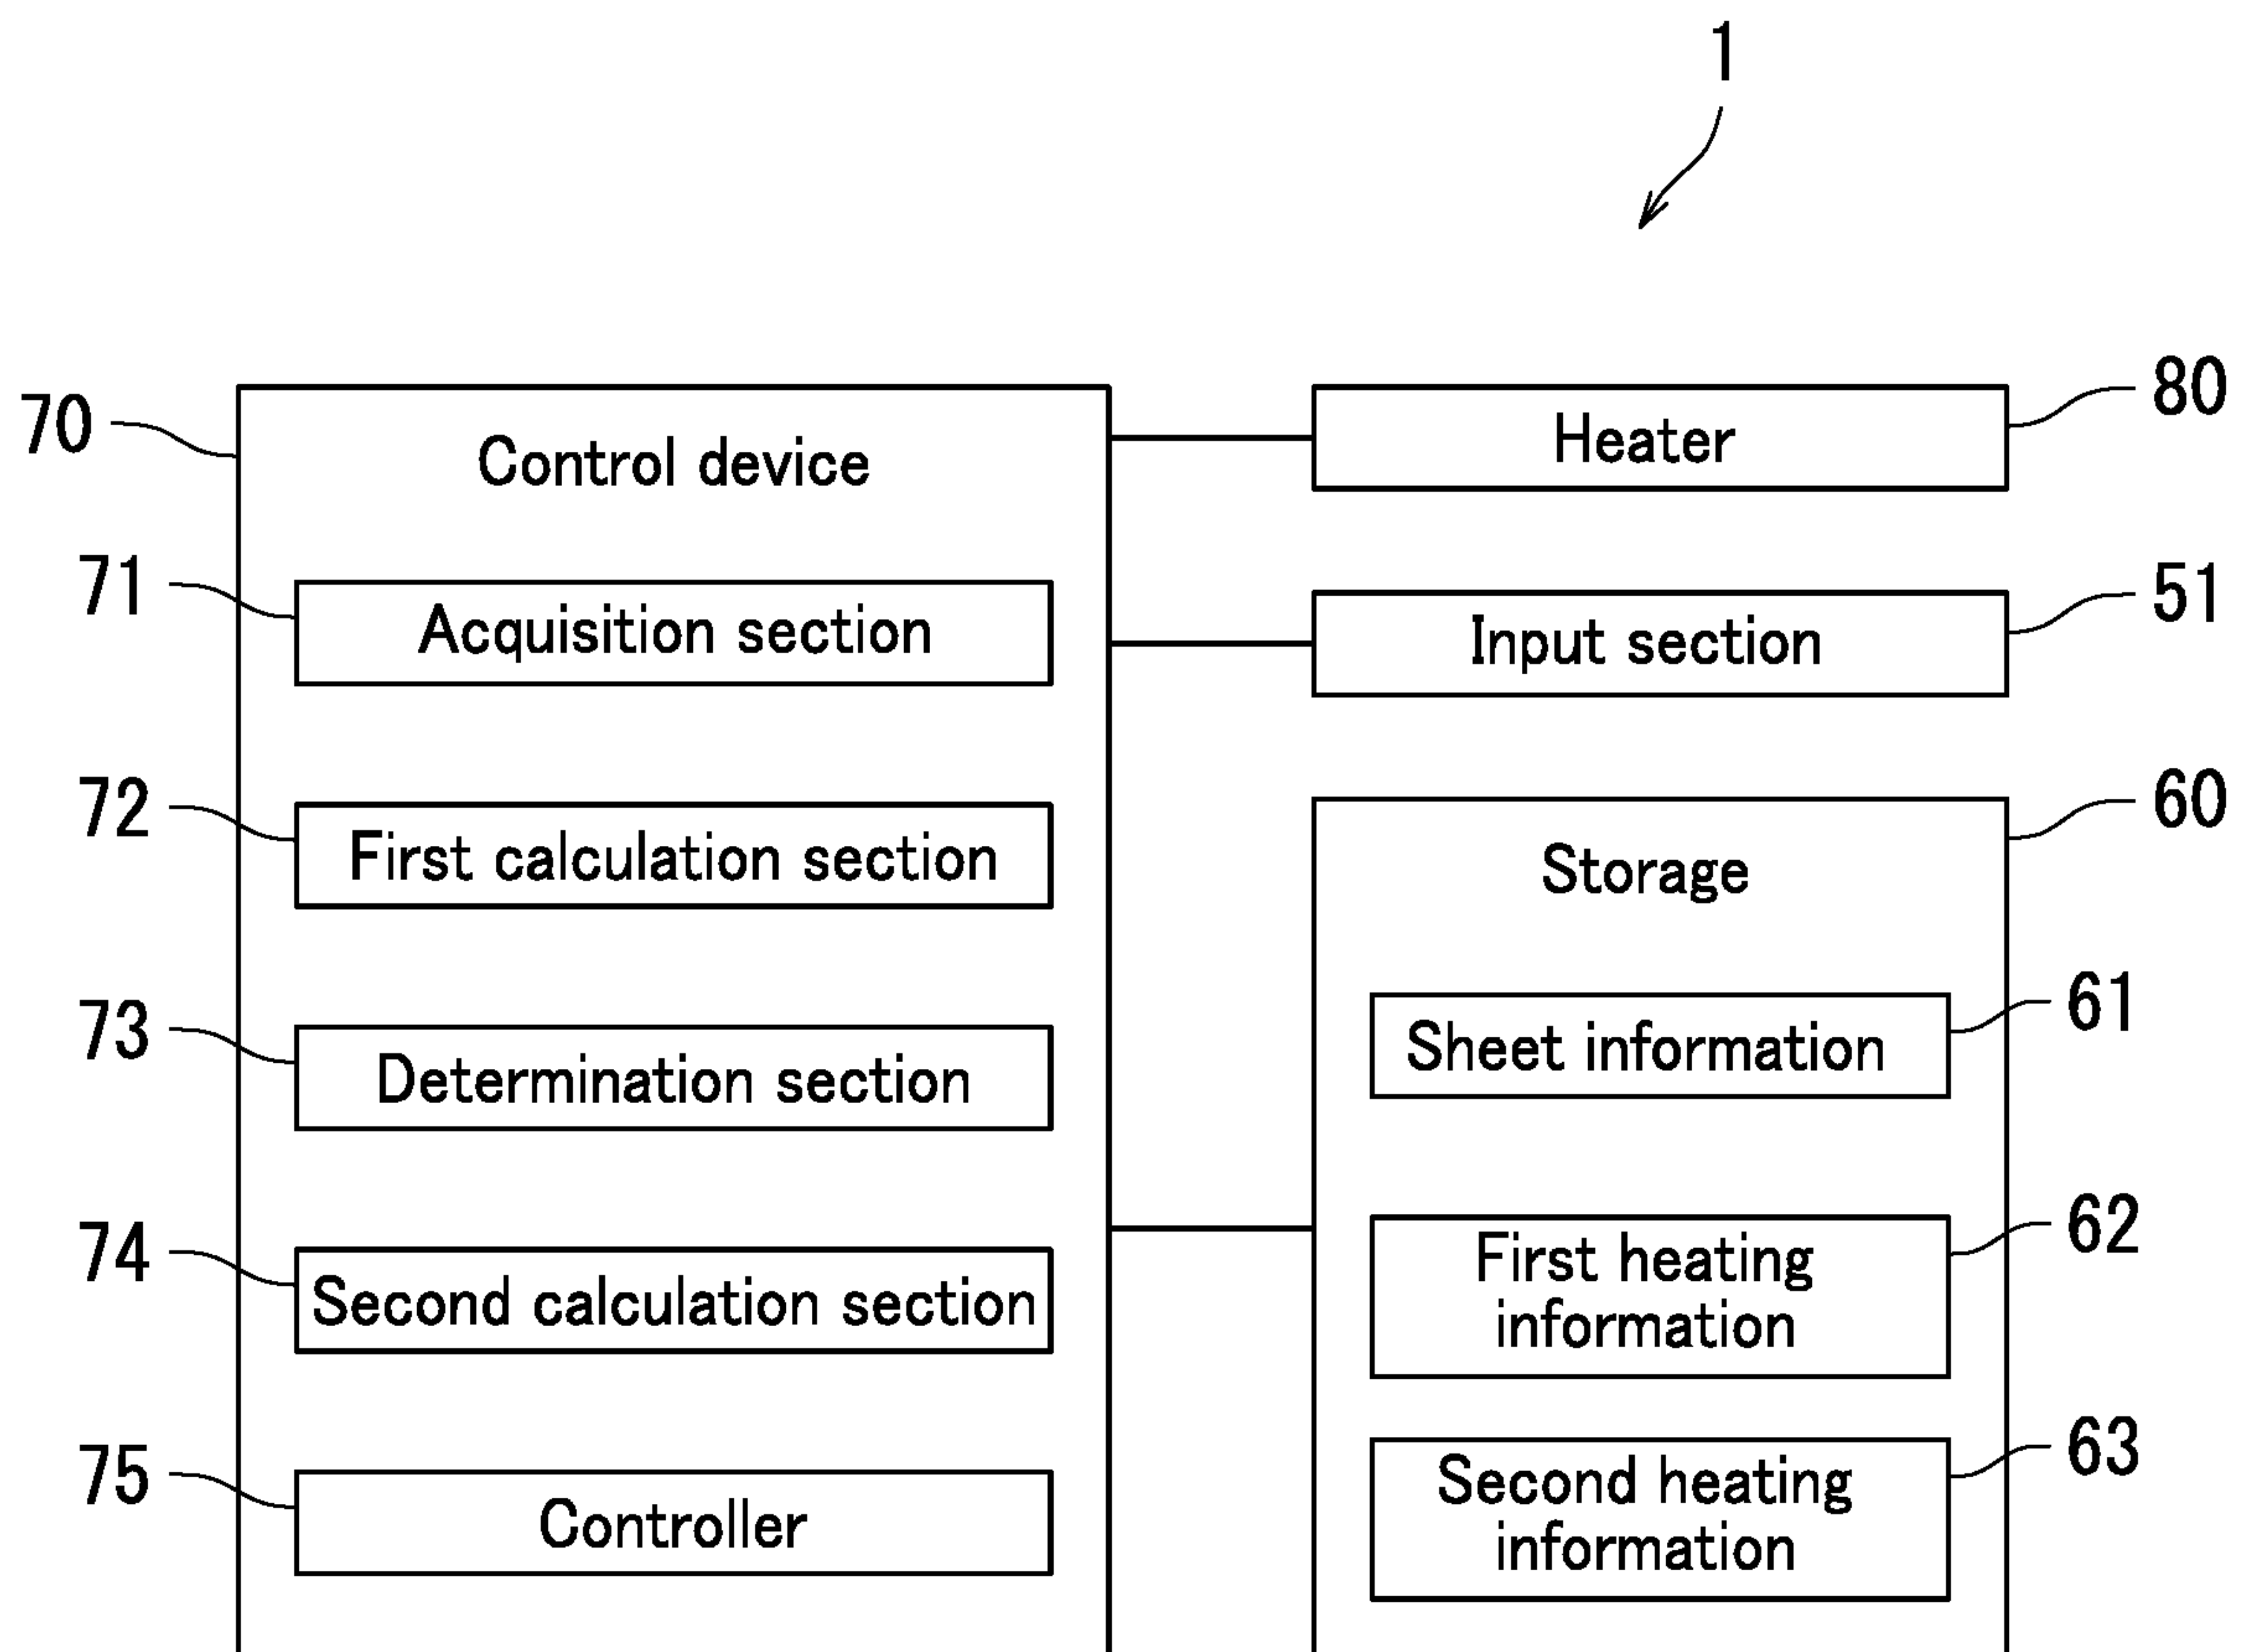 1
70
Control device
71
Acquisition section
72
First calculation section
73
Determination section
74
Second calculation section
75
Controller
Heater
80
Input section
51
60
Storage
Sheet information
61
First heating
information
62
Second heating
information
63